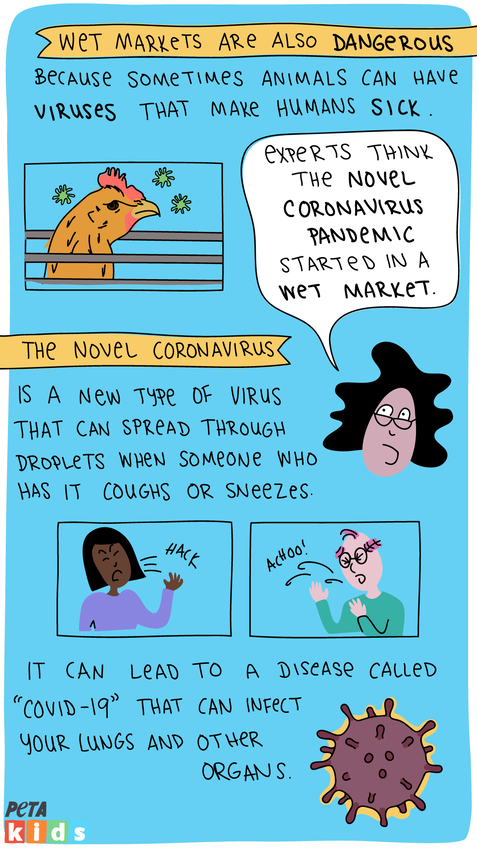 WET MARKETS ARE ALSO DANGEROUS
BECAUSE SOMETIMES ANIMALS CAN HAVE
VIRUSES THAT MAKE HUMANS SICK.
EXPERTS THINK
THE NOVEL
CORONAVIRUS
PANDEMIC
STARTED IN A
WET MARKET.
THE NOVEL CORONAVIRUS
IS A NEW TYPE OF VIRUS
THAT CAN SPREAD THROUGH
DROPLETS WHEN SOMEONE WHO
HAS IT COUGHS OR SNEEZES.
HACK
ACHOO!
IT CAN LEAD TO A DISEASE CALLED
"COVID-19" THAT CAN INFECT
YOUR LUNGS AND OTHER
ORGANS.
PETA
kids